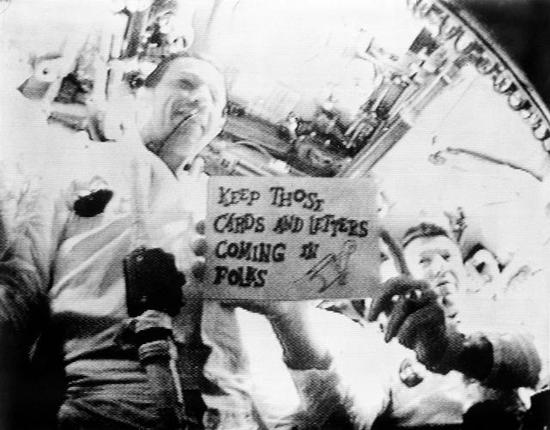 KEEP THOSE
CARDS AND LETTERS
COMING IN
FOLKS